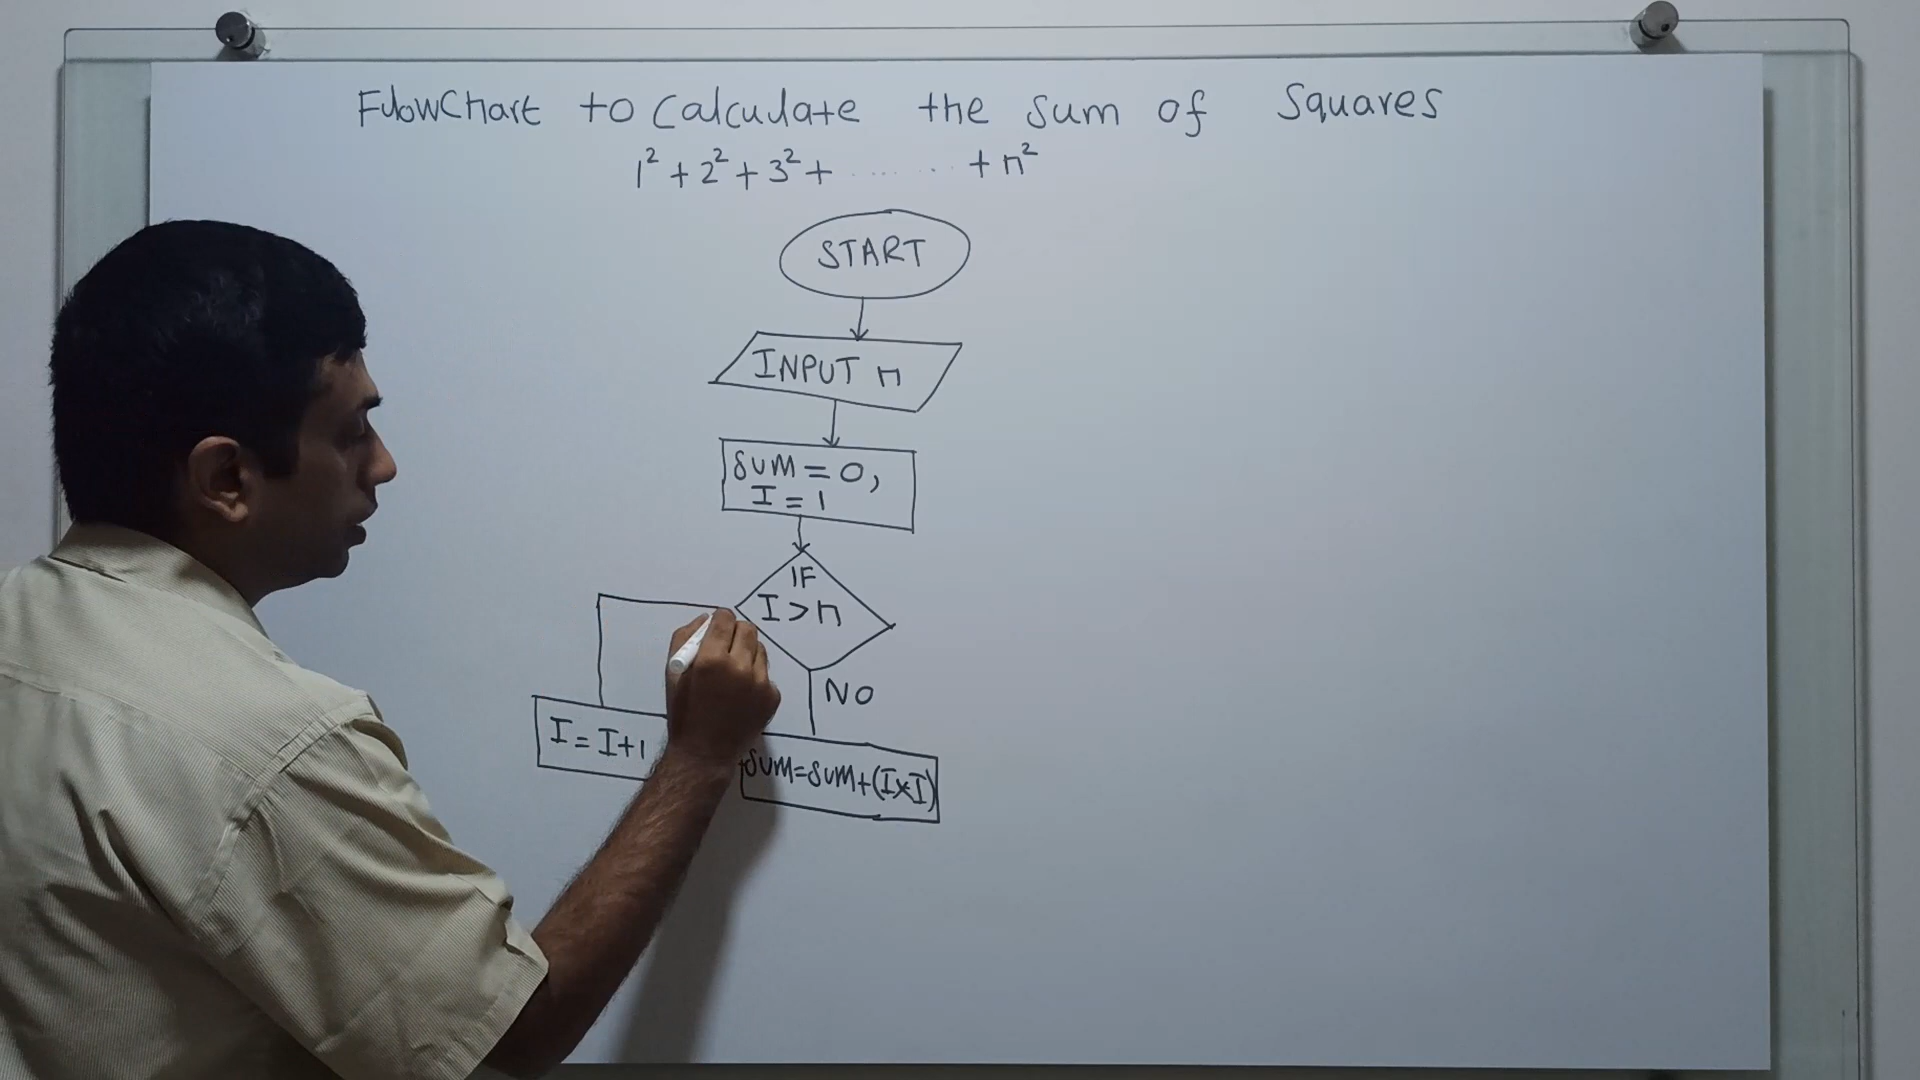 FlowChart to Calculate the Sum of Squares
1² + 2² + 3² + ......... + n²
START
INPUT n
SUM = 0,
I = 1
IF
I > n
NO
I = I+1
SUM=SUM+(I×I)